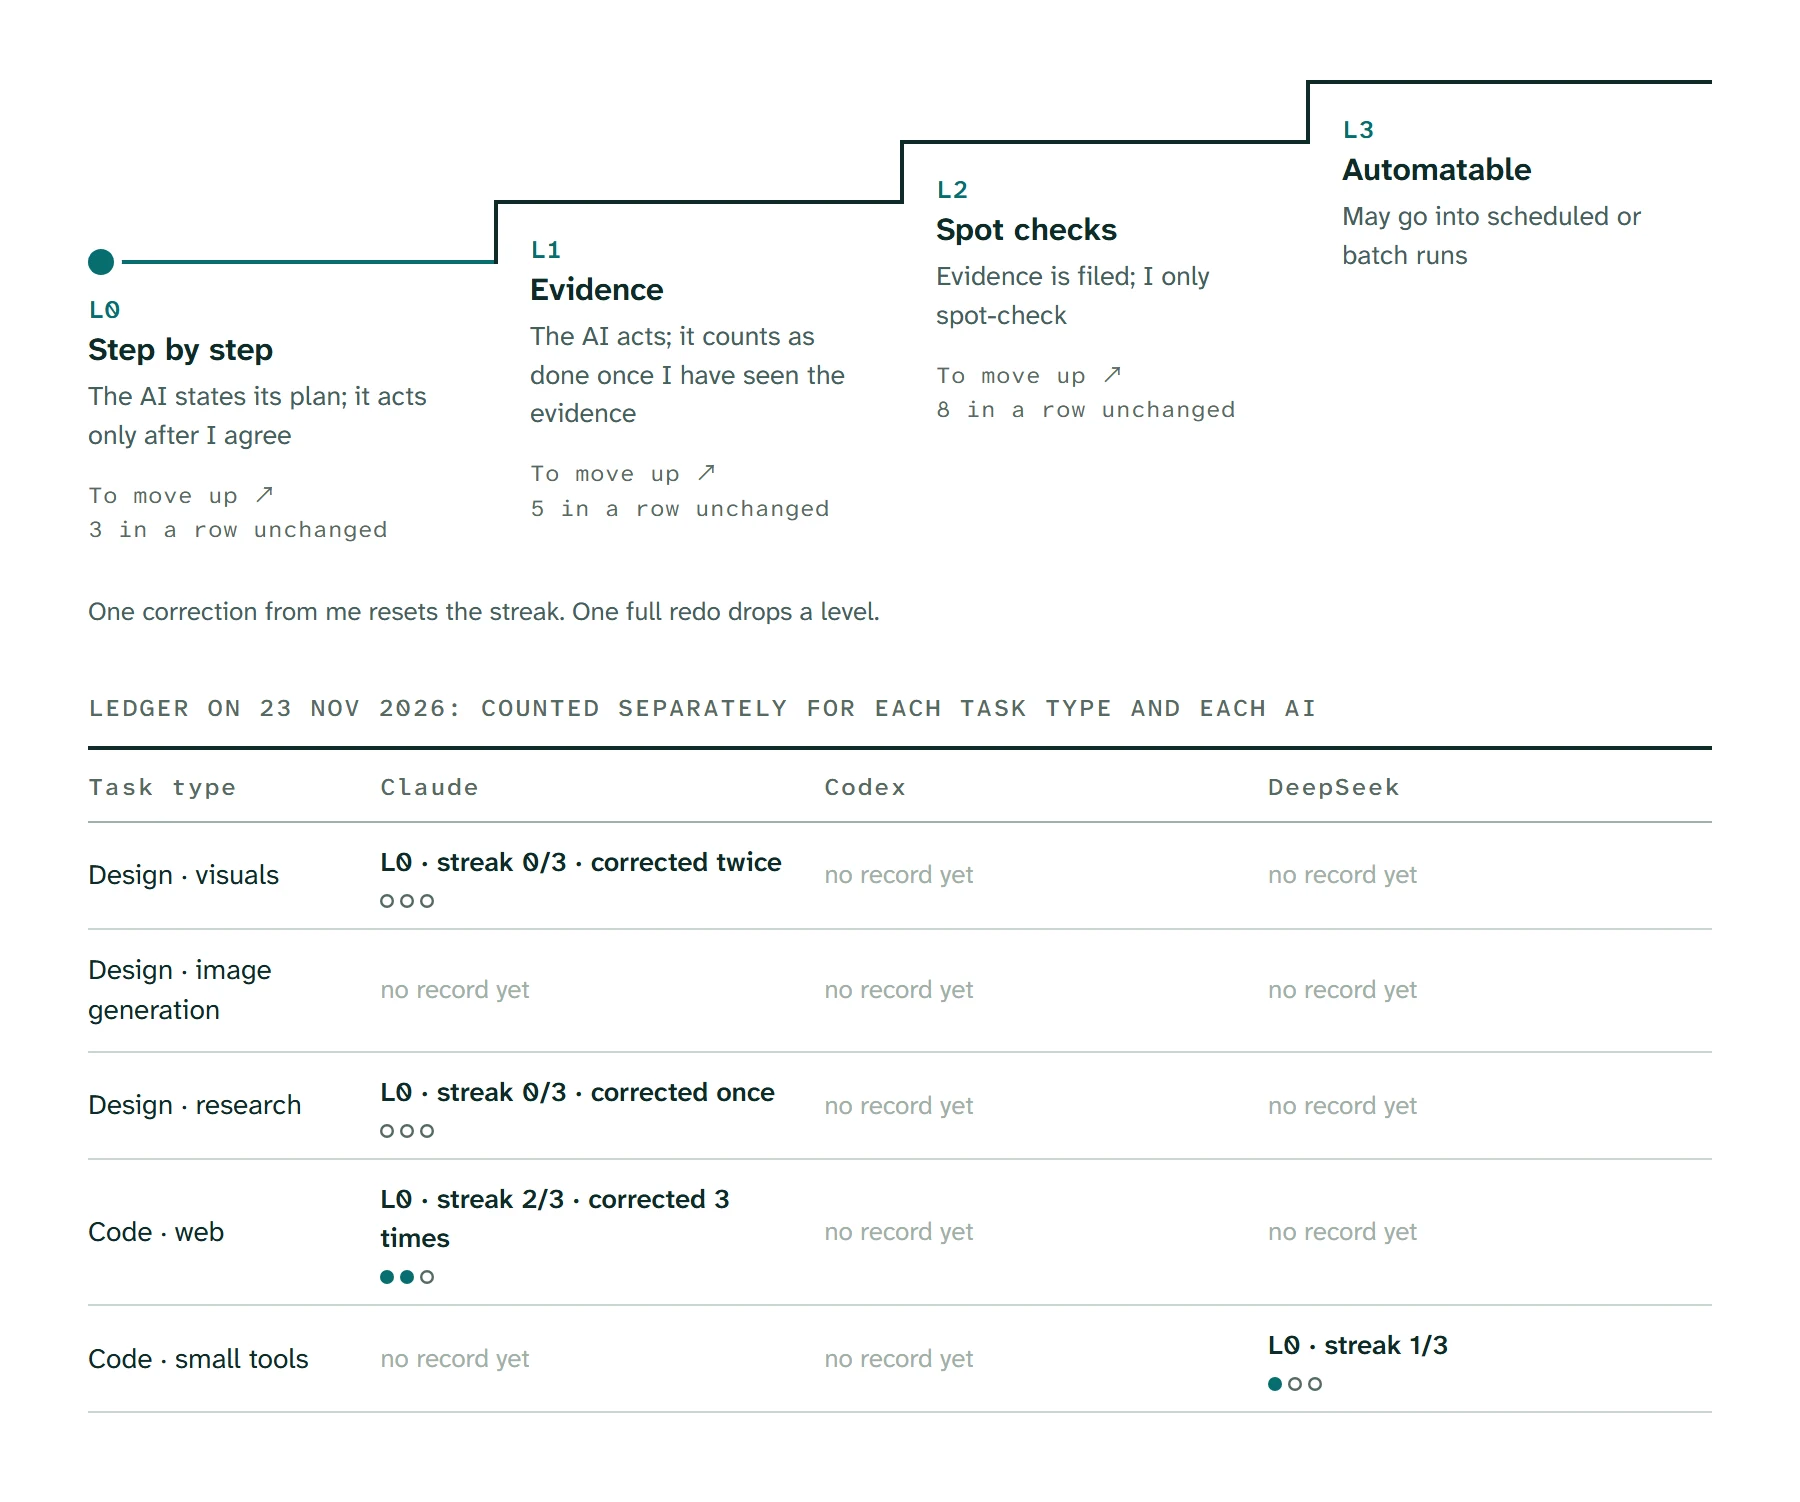 L0
Step by step
The AI states its plan; it acts
only after I agree
To move up ↗
3 in a row unchanged
L1
Evidence
The AI acts; it counts as
done once I have seen the
evidence
To move up ↗
5 in a row unchanged
L2
Spot checks
Evidence is filed; I only
spot-check
To move up ↗
8 in a row unchanged
L3
Automatable
May go into scheduled or
batch runs
One correction from me resets the streak. One full redo drops a level.
LEDGER ON 23 NOV 2026: COUNTED SEPARATELY FOR EACH TASK TYPE AND EACH AI
Task type Claude Codex DeepSeek
Design · visuals
L0 · streak 0/3 · corrected twice
no record yet
no record yet
Design · image
generation
no record yet
no record yet
no record yet
Design · research
L0 · streak 0/3 · corrected once
no record yet
no record yet
Code · web
L0 · streak 2/3 · corrected 3
times
no record yet
no record yet
Code · small tools
no record yet
no record yet
L0 · streak 1/3